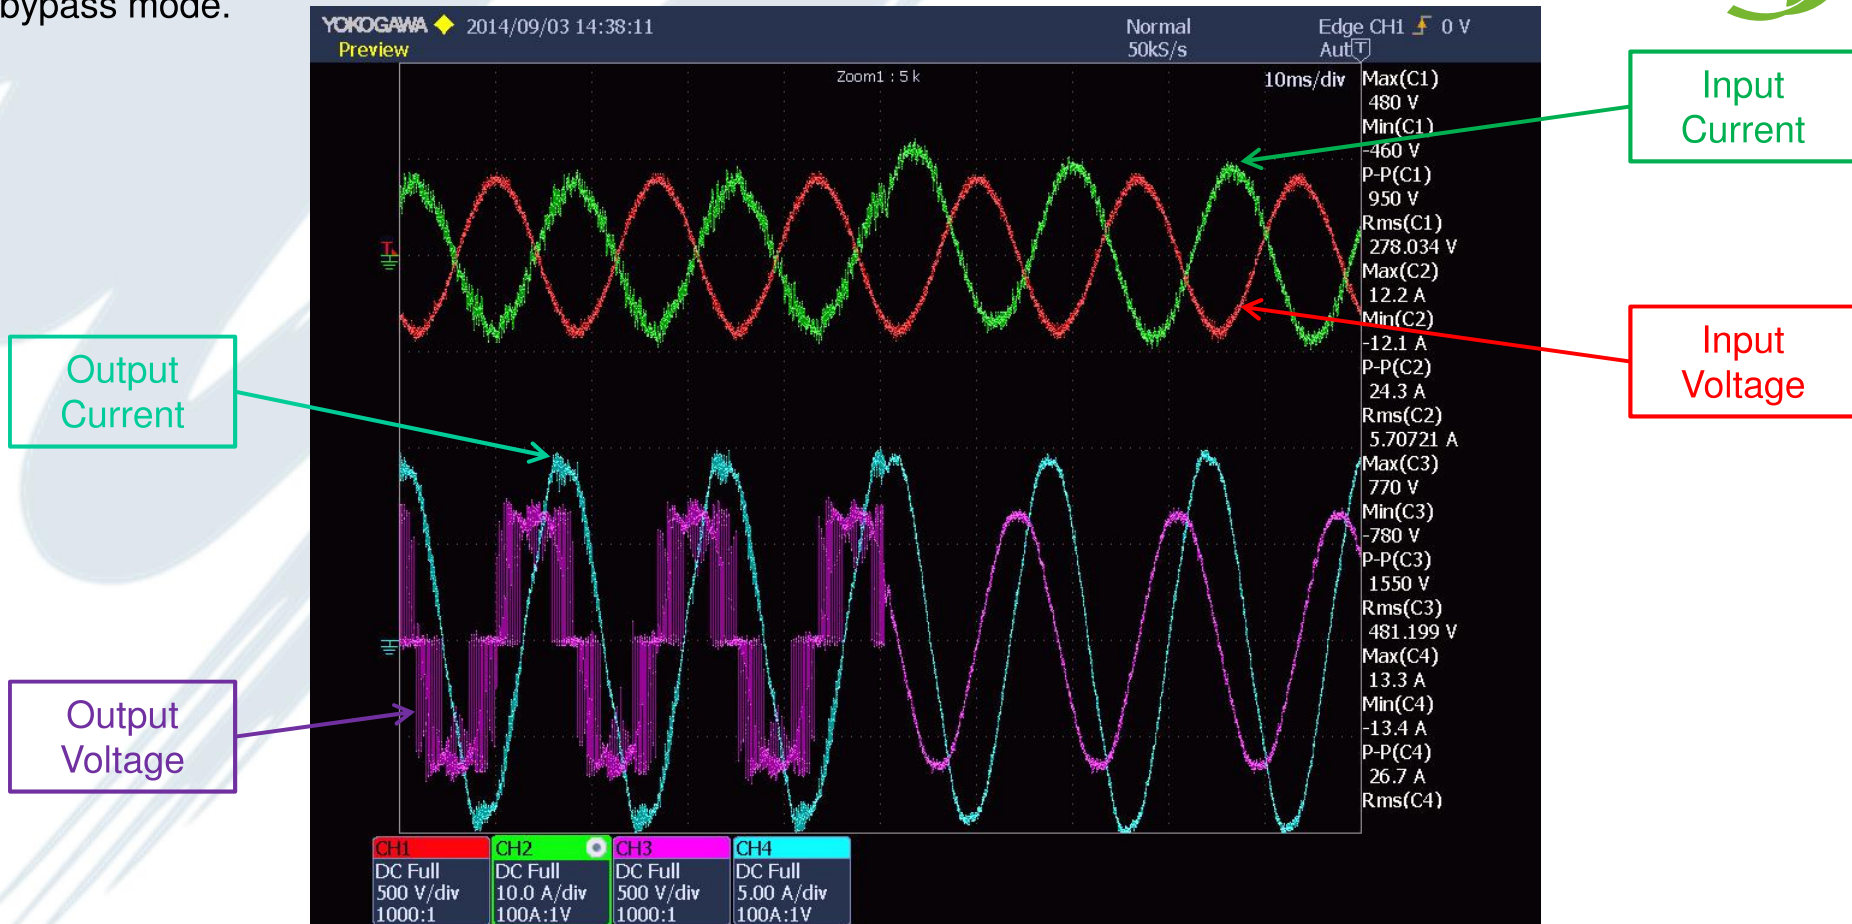 bypass mode.
YOKOGAWA 2014/09/03 14:38:11
Normal
Edge CH1 0 V
Preview
50kS/s
Aut
T
Zoom1 : 5 k
10ms/div
Max(C1)
480 V
Min(C1)
-460 V
P-P(C1)
950 V
Rms(C1)
278.034 V
Max(C2)
12.2 A
Min(C2)
-12.1 A
P-P(C2)
24.3 A
Rms(C2)
5.70721 A
Max(C3)
770 V
Min(C3)
-780 V
P-P(C3)
1550 V
Rms(C3)
481.199 V
Max(C4)
13.3 A
Min(C4)
-13.4 A
P-P(C4)
26.7 A
Rms(C4)
T
Input
Current
Input
Voltage
Output
Current
Output
Voltage
CH1
DC Full
500 V/div
1000:1
CH2
DC Full
10.0 A/div
100A:1V
CH3
DC Full
500 V/div
1000:1
CH4
DC Full
5.00 A/div
100A:1V